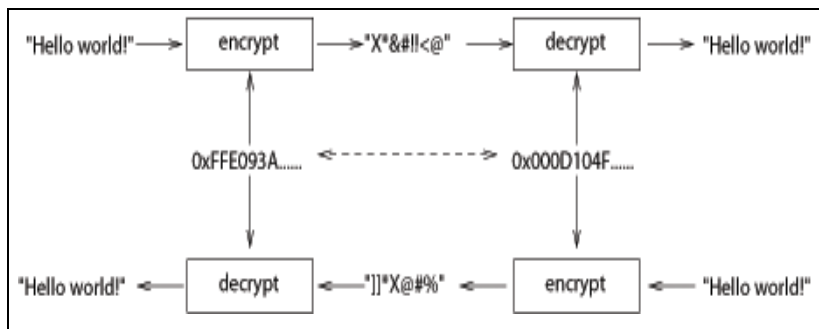 "Hello world!" encrypt "X*&#!!<@" decrypt "Hello world!"
0xFFE093A...... 0x000D104F......
"Hello world!" decrypt "]]*X@#%" encrypt "Hello world!"